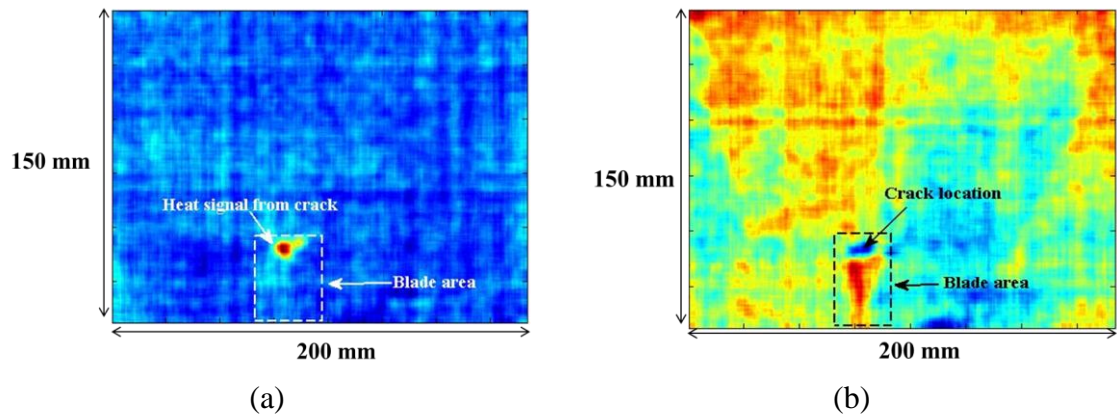 150 mm
Heat signal from crack
Blade area
200 mm
(a)
150 mm
Crack location
Blade area
200 mm
(b)